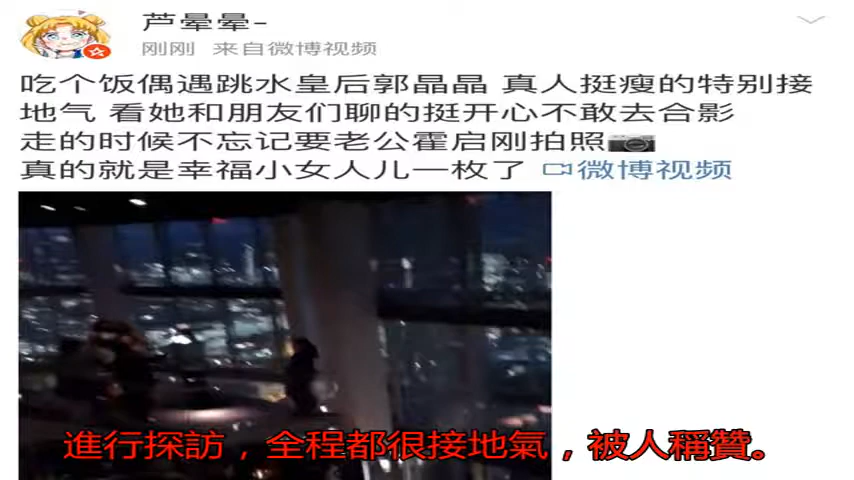 芦晕晕-
刚刚 来自微博视频
吃个饭偶遇跳水皇后郭晶晶 真人挺瘦的特别接
地气 看她和朋友们聊的挺开心不敢去合影
走的时候不忘记要老公霍启刚拍照
真的就是幸福小女人儿一枚了 微博视频
進行探訪，全程都很接地氣，被人稱贊。